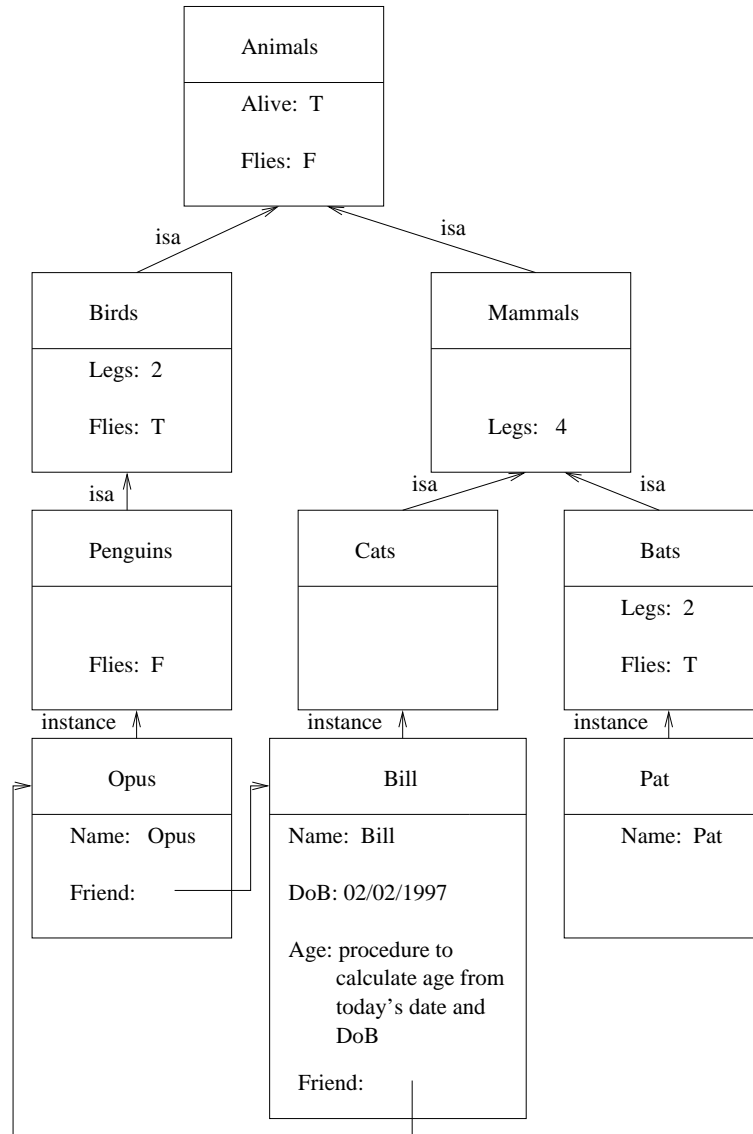 Animals
Alive: T
Flies: F
isa
isa
Birds
Legs: 2
Flies: T
Mammals
Legs: 4
isa
isa
isa
Penguins
Flies: F
Cats
Bats
Legs: 2
Flies: T
instance
instance
instance
Opus
Name: Opus
Friend:
Bill
Name: Bill
DoB: 02/02/1997
Age: procedure to
calculate age from
today's date and
DoB
Friend:
Pat
Name: Pat